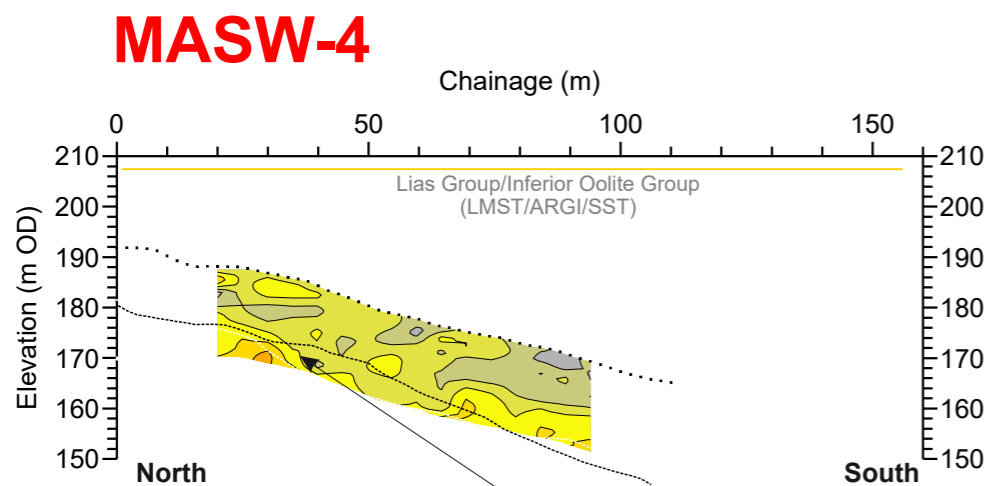 MASW-4
Chainage (m)
0 50 100 150
210 210
Lias Group/Inferior Oolite Group
(LMST/ARGI/SST)
200 200
190 190
180 180
170 170
160 160
150 150
Elevation (m OD)
North South